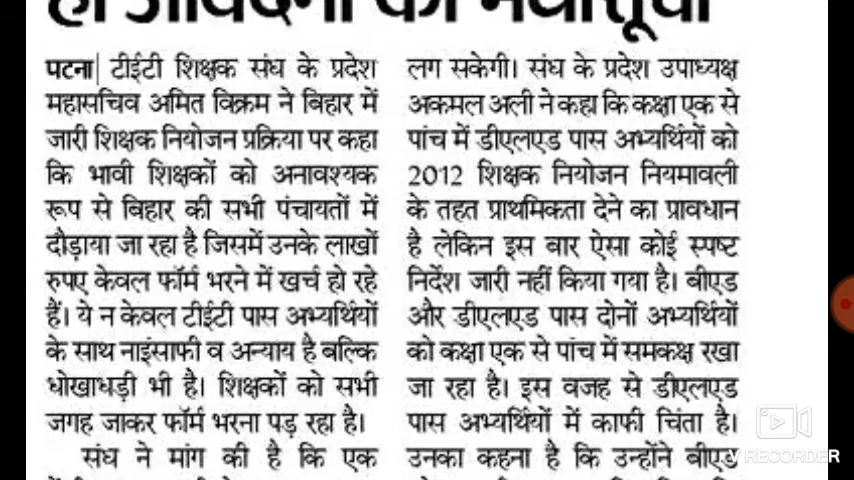 पटना| टीईटी शिक्षक संघ के प्रदेश
महासचिव अमित विक्रम ने बिहार में
जारी शिक्षक नियोजन प्रक्रिया पर कहा
कि भावी शिक्षकों को अनावश्यक
रूप से बिहार की सभी पंचायतों में
दौड़ाया जा रहा है जिसमें उनके लाखों
रुपए केवल फॉर्म भरने में खर्च हो रहे
हैं। ये न केवल टीईटी पास अभ्यर्थियों
के साथ नाइंसाफी व अन्याय है बल्कि
धोखाधड़ी भी है। शिक्षकों को सभी
जगह जाकर फॉर्म भरना पड़ रहा है।
संघ ने मांग की है कि एक
लग सकेगी। संघ के प्रदेश उपाध्यक्ष
अकमल अली ने कहा कि कक्षा एक से
पांच में डीएलएड पास अभ्यर्थियों को
2012 शिक्षक नियोजन नियमावली
के तहत प्राथमिकता देने का प्रावधान
है लेकिन इस बार ऐसा कोई स्पष्ट
निर्देश जारी नहीं किया गया है। बीएड
और डीएलएड पास दोनों अभ्यर्थियों
को कक्षा एक से पांच में समकक्ष रखा
जा रहा है। इस वजह से डीएलएड
पास अभ्यर्थियों में काफी चिंता है।
उनका कहना है कि उन्होंने बीएड
V RECORDER